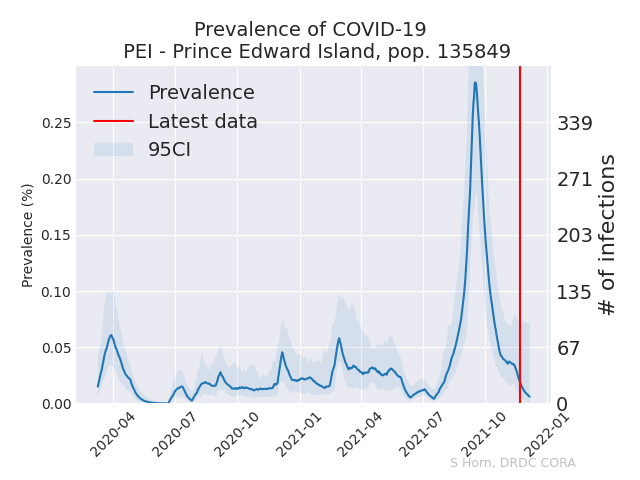 Prevalence of COVID-19
PEI - Prince Edward Island, pop. 135849
Prevalence
Latest data
95CI
Prevalence (%)
0.25
0.20
0.15
0.10
0.05
0.00
339
271
203
135
67
0
# of infections
2020-04
2020-07
2020-10
2021-01
2021-04
2021-07
2021-10
2022-01
S Horn, DRDC CORA